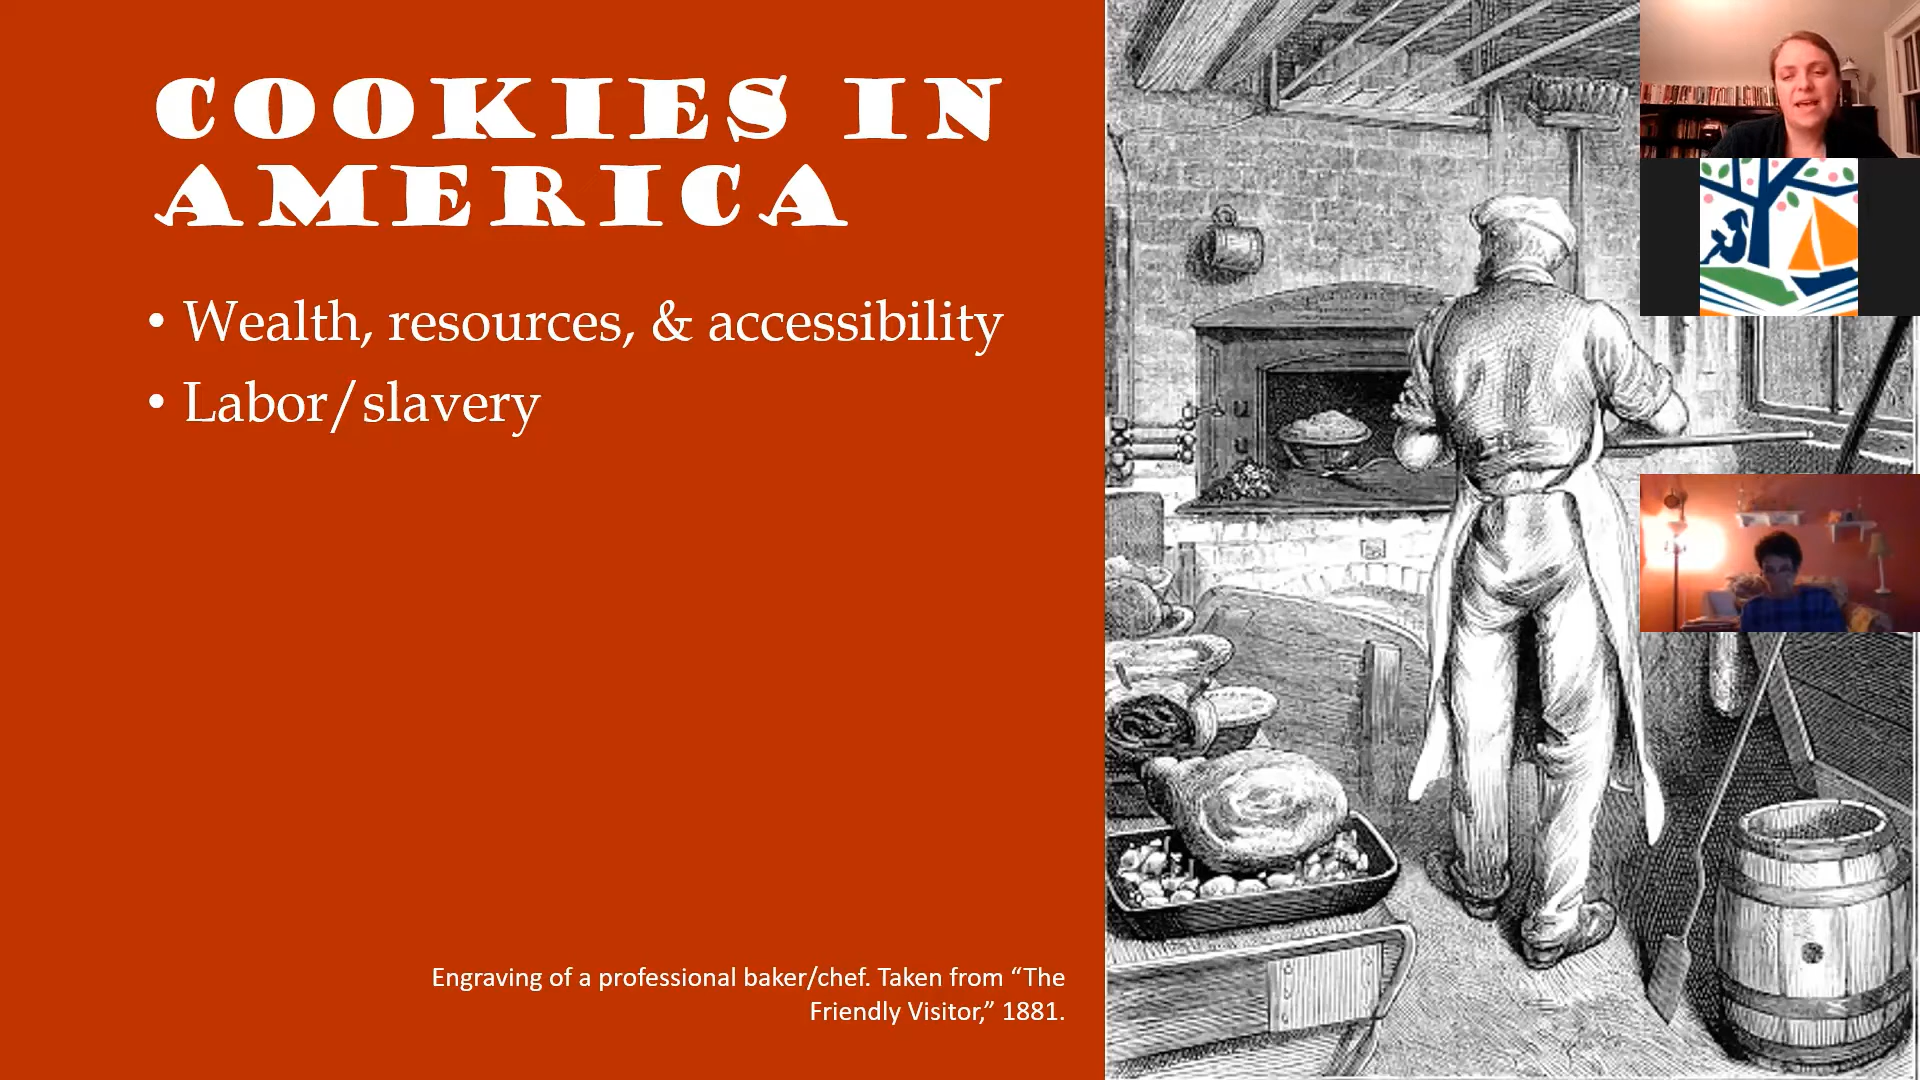 COOKIES IN
AMERICA
• Wealth, resources, & accessibility
• Labor/slavery
Engraving of a professional baker/chef. Taken from “The
Friendly Visitor,” 1881.